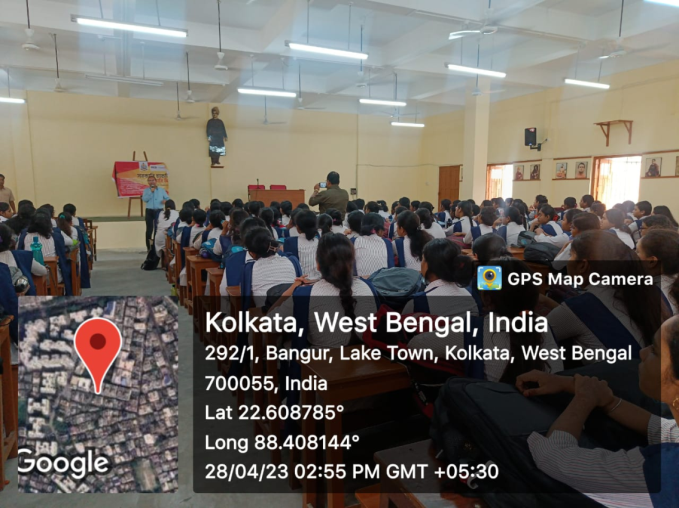 GPS Map Camera
Kolkata, West Bengal, India
292/1, Bangur, Lake Town, Kolkata, West Bengal
700055, India
Lat 22.608785°
Long 88.408144°
28/04/23 02:55 PM GMT +05:30
Google